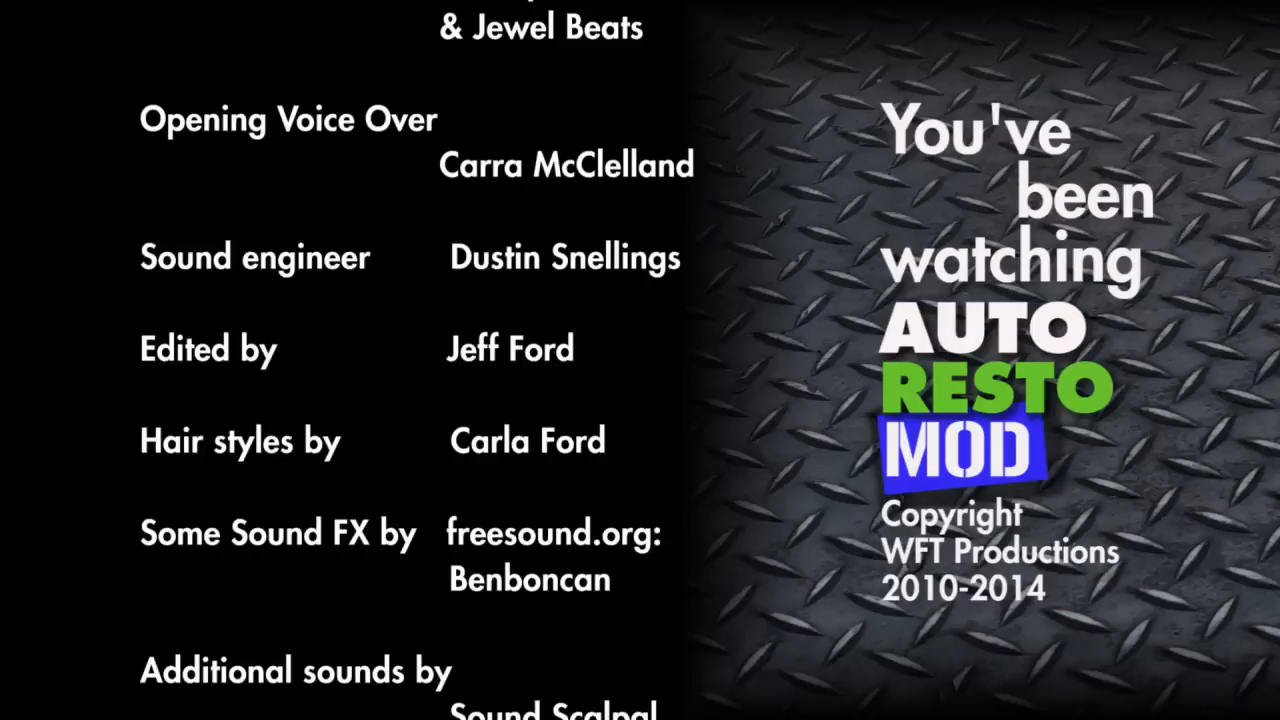 & Jewel Beats
Opening Voice Over
Carra McClelland
Sound engineer Dustin Snellings
Edited by Jeff Ford
Hair styles by Carla Ford
Some Sound FX by freesound.org:
Benboncan
Additional sounds by
Sound Scalpal
You've
been
watching
AUTO
RESTO
MOD
Copyright
WFT Productions
2010-2014